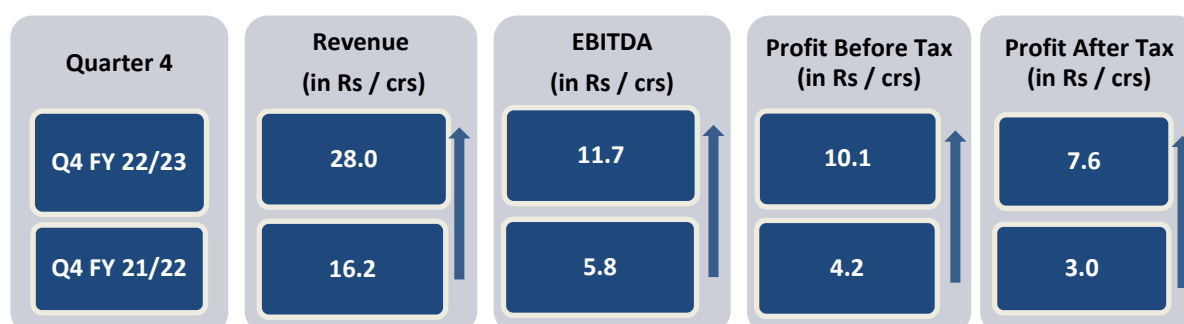 Quarter 4
Q4 FY 22/23
Q4 FY 21/22
Revenue
(in Rs / crs)
28.0
16.2
EBITDA
(in Rs / crs)
11.7
5.8
Profit Before Tax
(in Rs / crs)
10.1
4.2
Profit After Tax
(in Rs / crs)
7.6
3.0